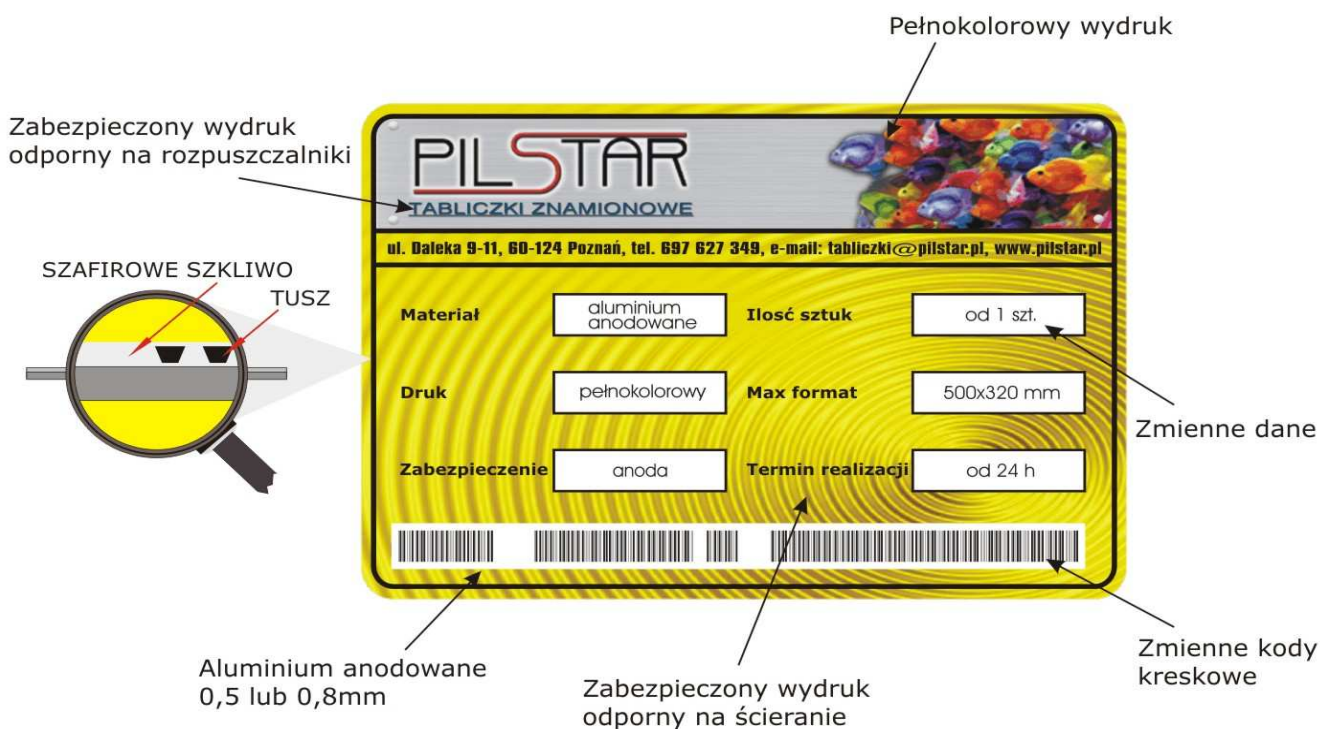 Pełnokolorowy wydruk
Zabezpieczony wydruk
odporny na rozpuszczalniki
PILSTAR
TABLICZKI ZNAMIONOWE
ul. Daleka 9-11, 60-124 Poznań, tel. 697 627 349, e-mail: tabliczki@pilstar.pl, www.pilstar.pl
SZAFIROWE SZKLIWO
TUSZ
Materiał
aluminium
anodowane
Ilosć sztuk
od 1 szt.
Druk
pełnokolorowy
Max format
500x320 mm
Zmienne dane
Zabezpieczenie
anoda
Termin realizacji
od 24 h
Aluminium anodowane
0,5 lub 0,8mm
Zabezpieczony wydruk
odporny na ścieranie
Zmienne kody
kreskowe